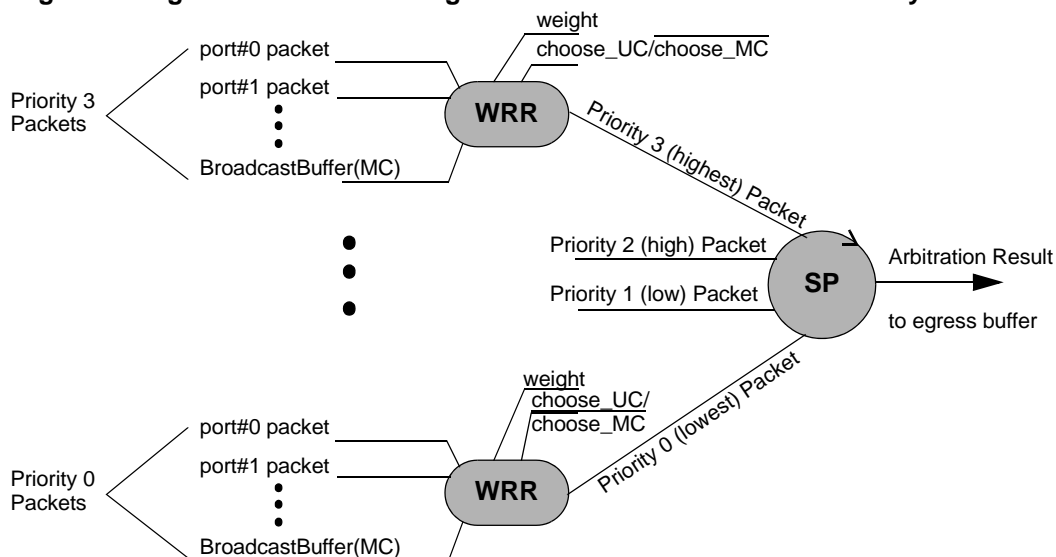 weight
choose_UC/choose_MC
port#0 packet
port#1 packet
Priority 3
Packets
WRR
BroadcastBuffer(MC)
Priority 3 (highest) Packet
Priority 2 (high) Packet
Priority 1 (low) Packet
SP
Arbitration Result
to egress buffer
Priority 0 (lowest) Packet
weight
choose_UC/
choose_MC
port#0 packet
port#1 packet
Priority 0
Packets
WRR
BroadcastBuffer(MC)